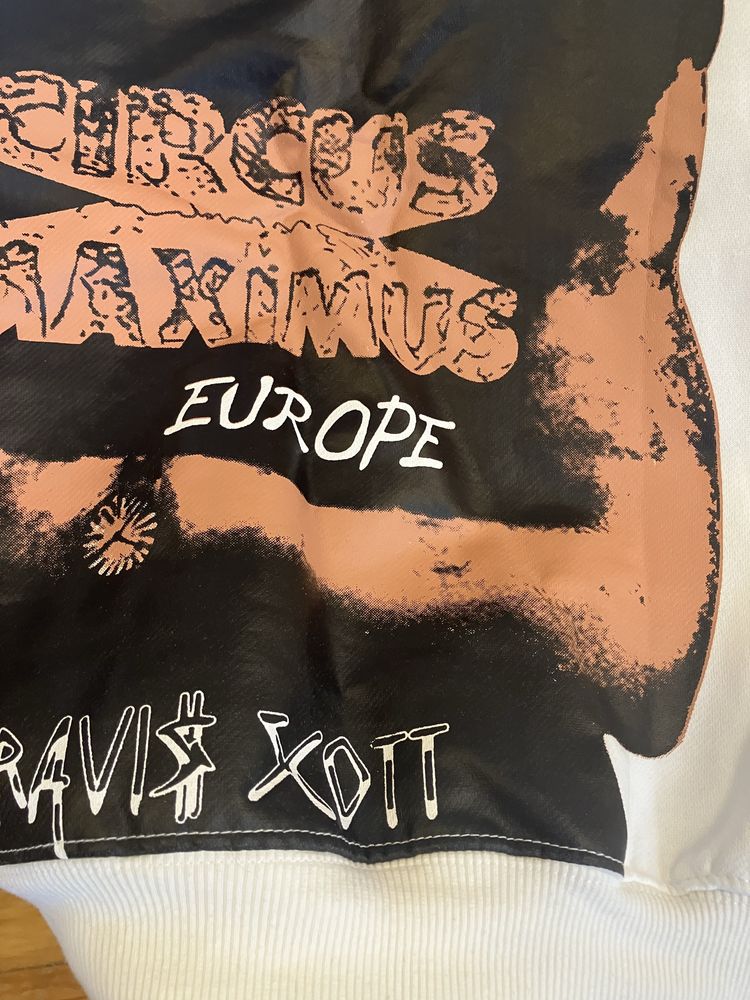 CIRCUS
MAXIMUS
EUROPE
RAVI$ XOTT